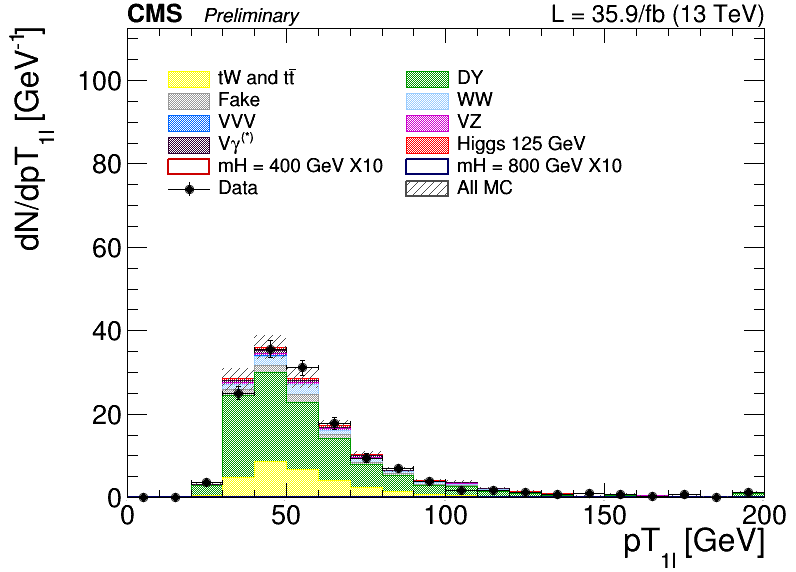 CMS Preliminary L = 35.9/fb (13 TeV)
dN/dpT1l [GeV-1]
tW and tt̄ DY
Fake WW
VVV VZ
Vγ(*) Higgs 125 GeV
mH = 400 GeV X10 mH = 800 GeV X10
Data All MC
100
80
60
40
20
0
0 50 100 150 200
pT1l [GeV]